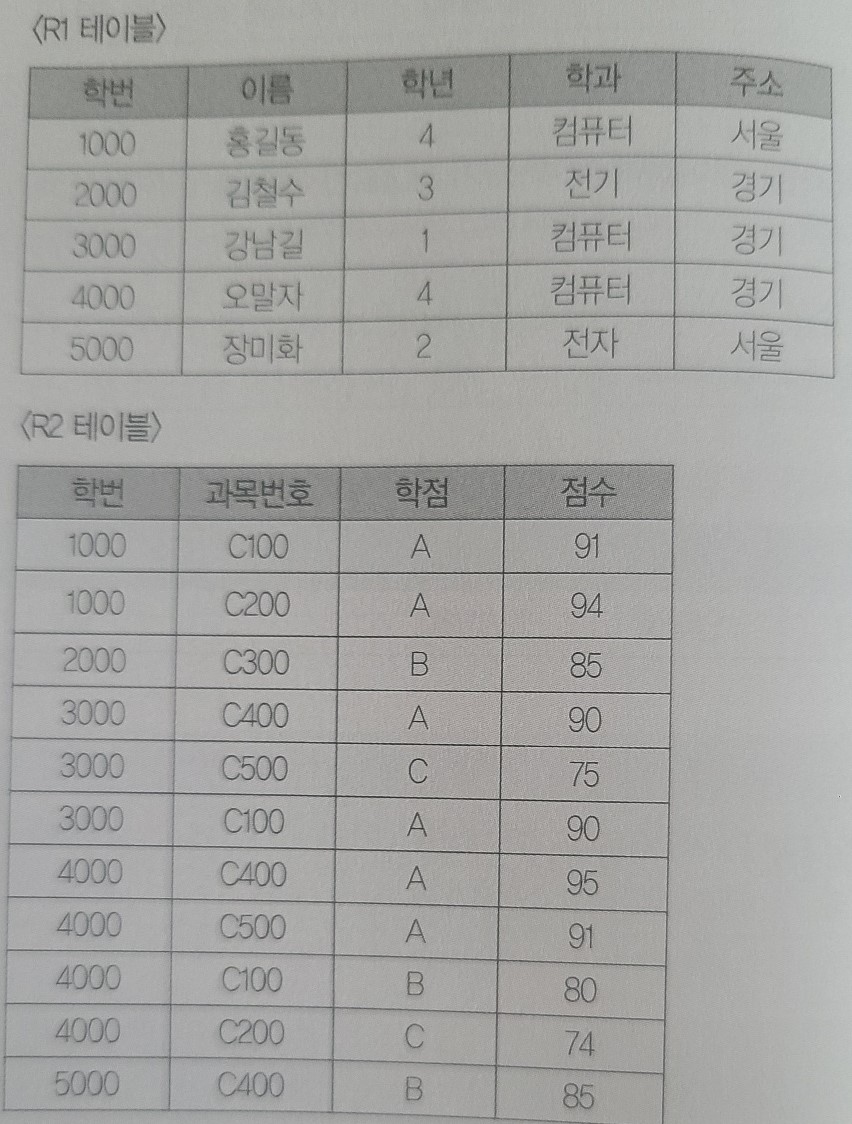 〈R1 테이블〉
학번 이름 학년 학과 주소
1000 홍길동 4 컴퓨터 서울
2000 김철수 3 전기 경기
3000 강남길 1 컴퓨터 경기
4000 오말자 4 컴퓨터 경기
5000 장미화 2 전자 서울
〈R2 테이블〉
학번 과목번호 학점 점수
1000 C100 A 91
1000 C200 A 94
2000 C300 B 85
3000 C400 A 90
3000 C500 C 75
3000 C100 A 90
4000 C400 A 95
4000 C500 A 91
4000 C100 B 80
4000 C200 C 74
5000 C400 B 85